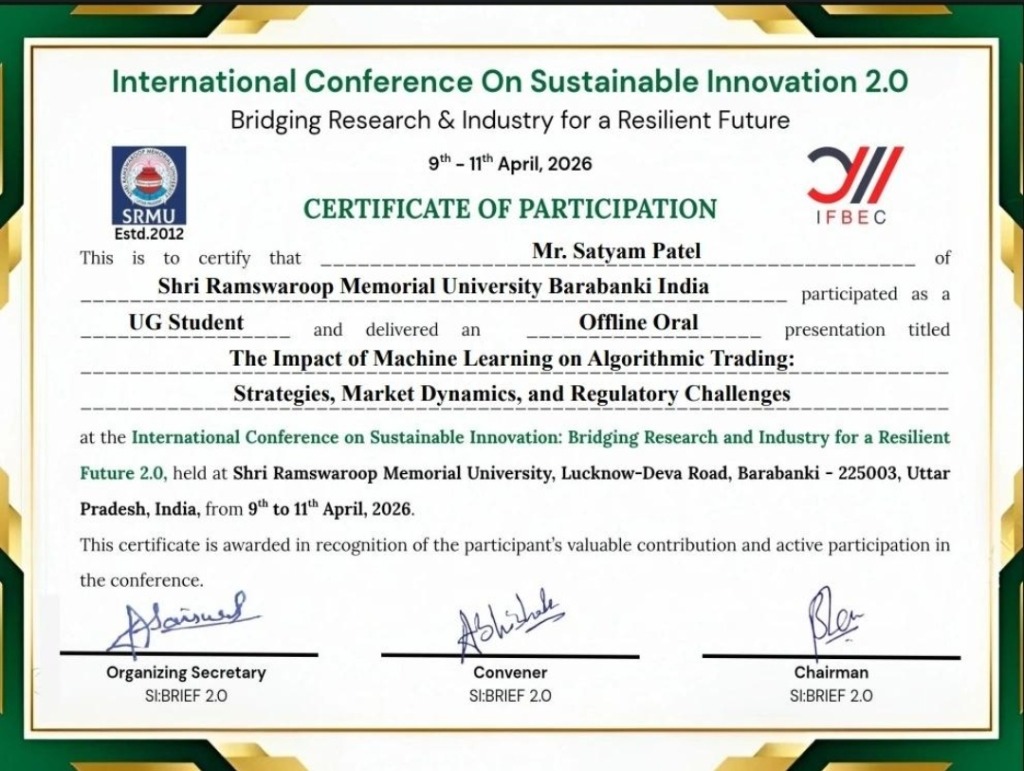 International Conference On Sustainable Innovation 2.0
Bridging Research & Industry for a Resilient Future
9th - 11th April, 2026
SRMU
Estd.2012
IFBEC
CERTIFICATE OF PARTICIPATION
This is to certify that Mr. Satyam Patel of
Shri Ramswaroop Memorial University Barabanki India participated as a
UG Student and delivered an Offline Oral presentation titled
The Impact of Machine Learning on Algorithmic Trading:
Strategies, Market Dynamics, and Regulatory Challenges
at the International Conference on Sustainable Innovation: Bridging Research and Industry for a Resilient
Future 2.0, held at Shri Ramswaroop Memorial University, Lucknow-Deva Road, Barabanki - 225003, Uttar
Pradesh, India, from 9th to 11th April, 2026.
This certificate is awarded in recognition of the participant's valuable contribution and active participation in
the conference.
Organizing Secretary
SI:BRIEF 2.0
Convener
SI:BRIEF 2.0
Chairman
SI:BRIEF 2.0